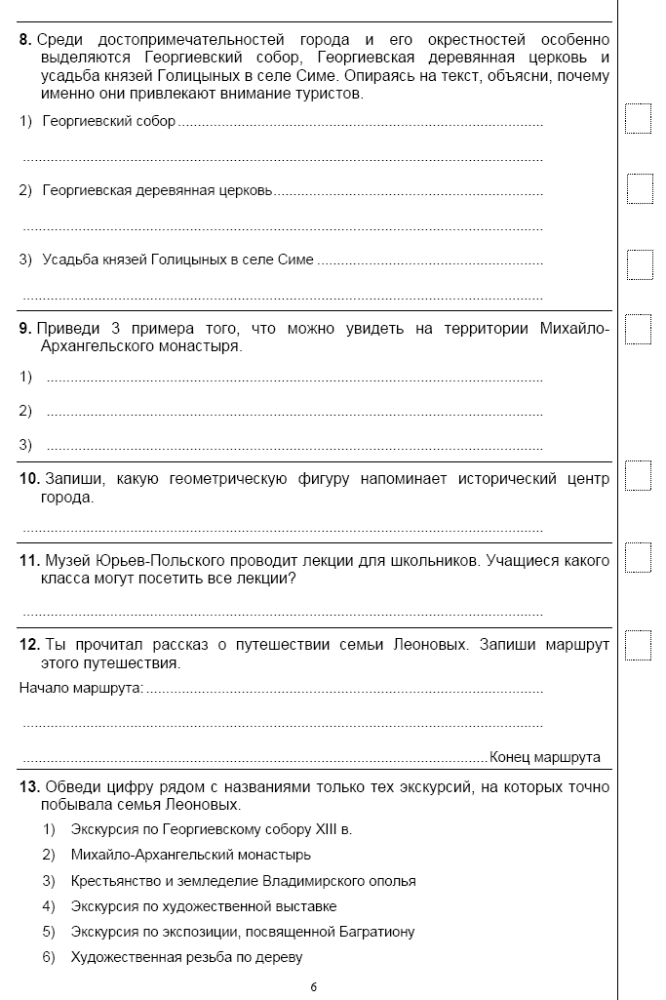 8. Среди достопримечательностей города и его окрестностей особенно
выделяются Георгиевский собор, Георгиевская деревянная церковь и
усадьба князей Голицыных в селе Симе. Опираясь на текст, объясни, почему
именно они привлекают внимание туристов.
1) Георгиевский собор
2) Георгиевская деревянная церковь
3) Усадьба князей Голицыных в селе Симе
9. Приведи 3 примера того, что можно увидеть на территории Михайло-
Архангельского монастыря.
1)
2)
3)
10. Запиши, какую геометрическую фигуру напоминает исторический центр
города.
11. Музей Юрьев-Польского проводит лекции для школьников. Учащиеся какого
класса могут посетить все лекции?
12. Ты прочитал рассказ о путешествии семьи Леоновых. Запиши маршрут
этого путешествия.
Начало маршрута:
Конец маршрута
13. Обведи цифру рядом с названиями только тех экскурсий, на которых точно
побывала семья Леоновых.
1) Экскурсия по Георгиевскому собору XIII в.
2) Михайло-Архангельский монастырь
3) Крестьянство и земледелие Владимирского ополья
4) Экскурсия по художественной выставке
5) Экскурсия по экспозиции, посвященной Багратиону
6) Художественная резьба по дереву
6